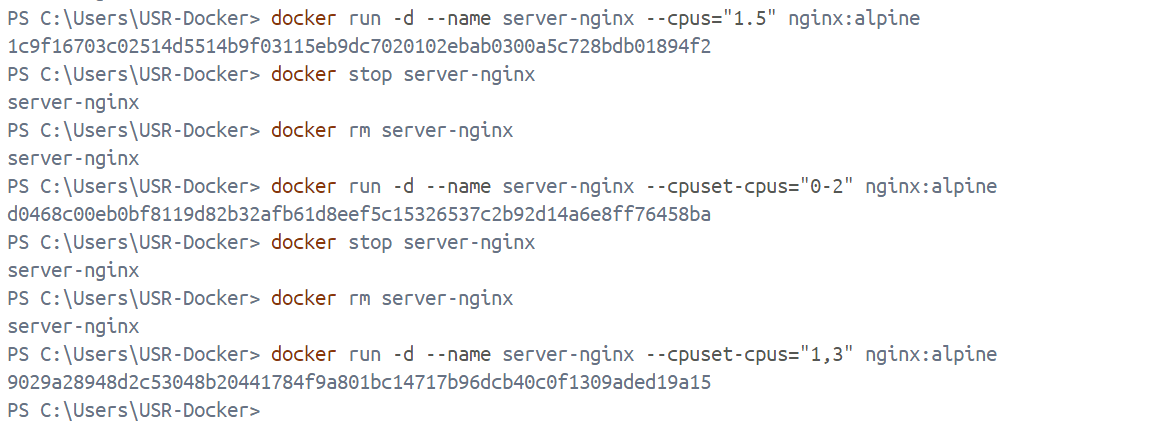 PS C:\Users\USR-Docker> docker run -d --name server-nginx --cpus="1.5" nginx:alpine
1c9f16703c02514d5514b9f03115eb9dc7020102ebab0300a5c728bdb01894f2
PS C:\Users\USR-Docker> docker stop server-nginx
server-nginx
PS C:\Users\USR-Docker> docker rm server-nginx
server-nginx
PS C:\Users\USR-Docker> docker run -d --name server-nginx --cpuset-cpus="0-2" nginx:alpine
d0468c00eb0bf8119d82b32afb61d8eef5c15326537c2b92d14a6e8ff76458ba
PS C:\Users\USR-Docker> docker stop server-nginx
server-nginx
PS C:\Users\USR-Docker> docker rm server-nginx
server-nginx
PS C:\Users\USR-Docker> docker run -d --name server-nginx --cpuset-cpus="1,3" nginx:alpine
9029a28948d2c53048b20441784f9a801bc14717b96dcb40c0f1309aded19a15
PS C:\Users\USR-Docker>